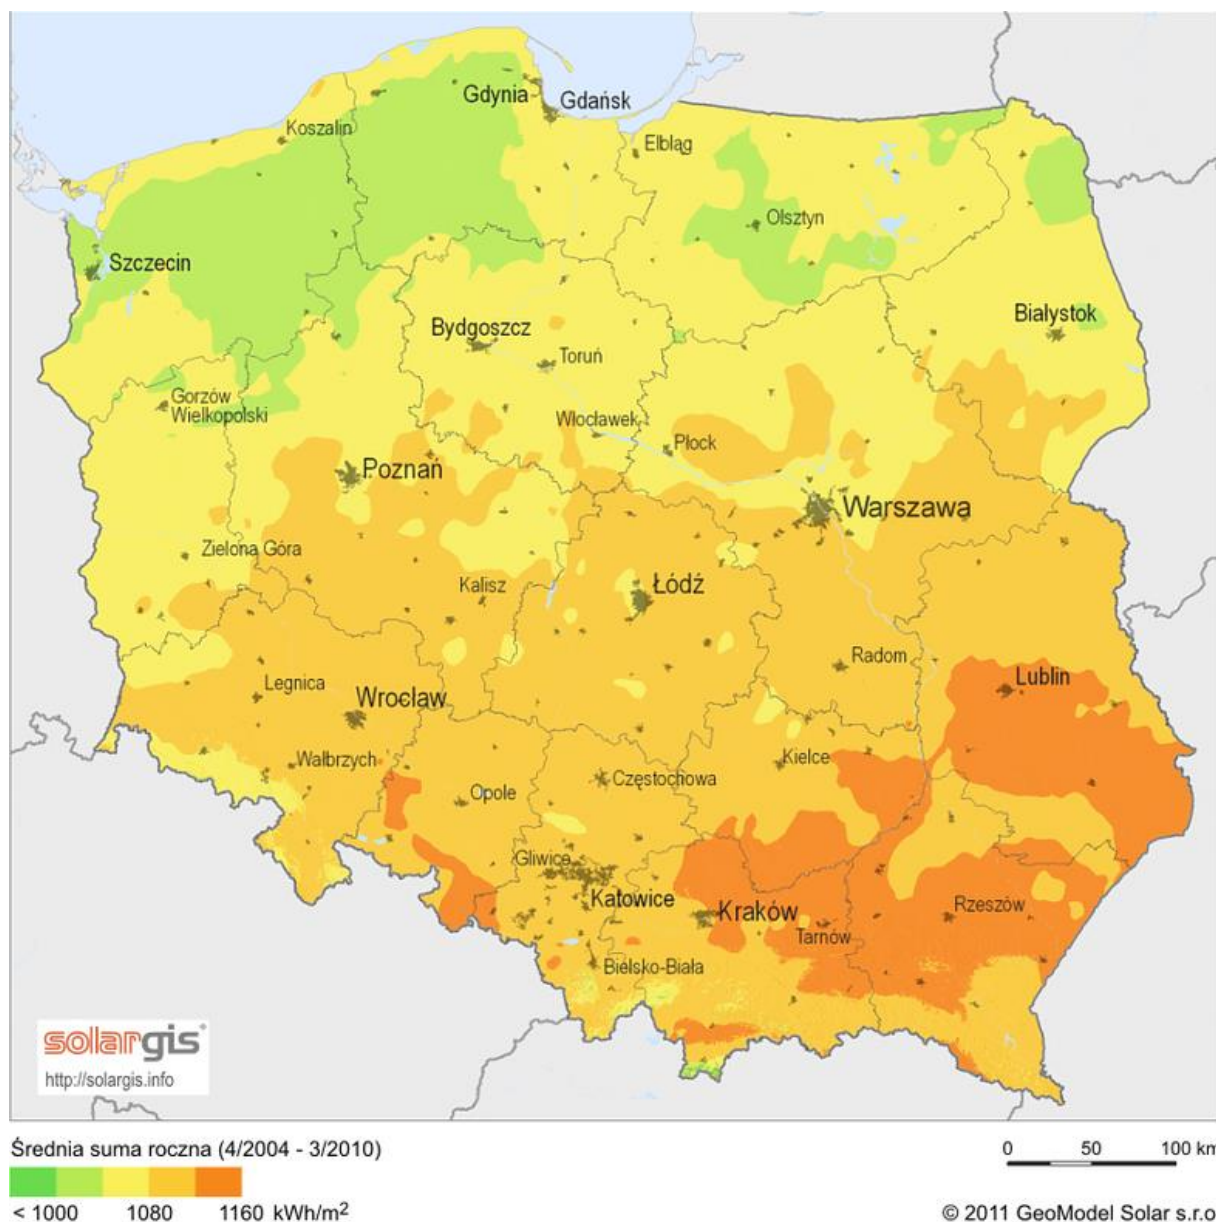 Gdynia
Gdańsk
Koszalin
Elbląg
Olsztyn
Szczecin
Białystok
Bydgoszcz
Toruń
Gorzów
Wielkopolski
Włocławek
Płock
Poznań
Warszawa
Zielona Góra
Kalisz
Łódź
Radom
Legnica
Wrocław
Lublin
Wałbrzych
Kielce
Częstochowa
Opole
Gliwice
Katowice
Kraków
Rzeszów
Tarnów
Bielsko-Biała
solargis
http://solargis.info
Średnia suma roczna (4/2004 - 3/2010)
0 50 100 km
< 1000 1080 1160 kWh/m²
© 2011 GeoModel Solar s.r.o